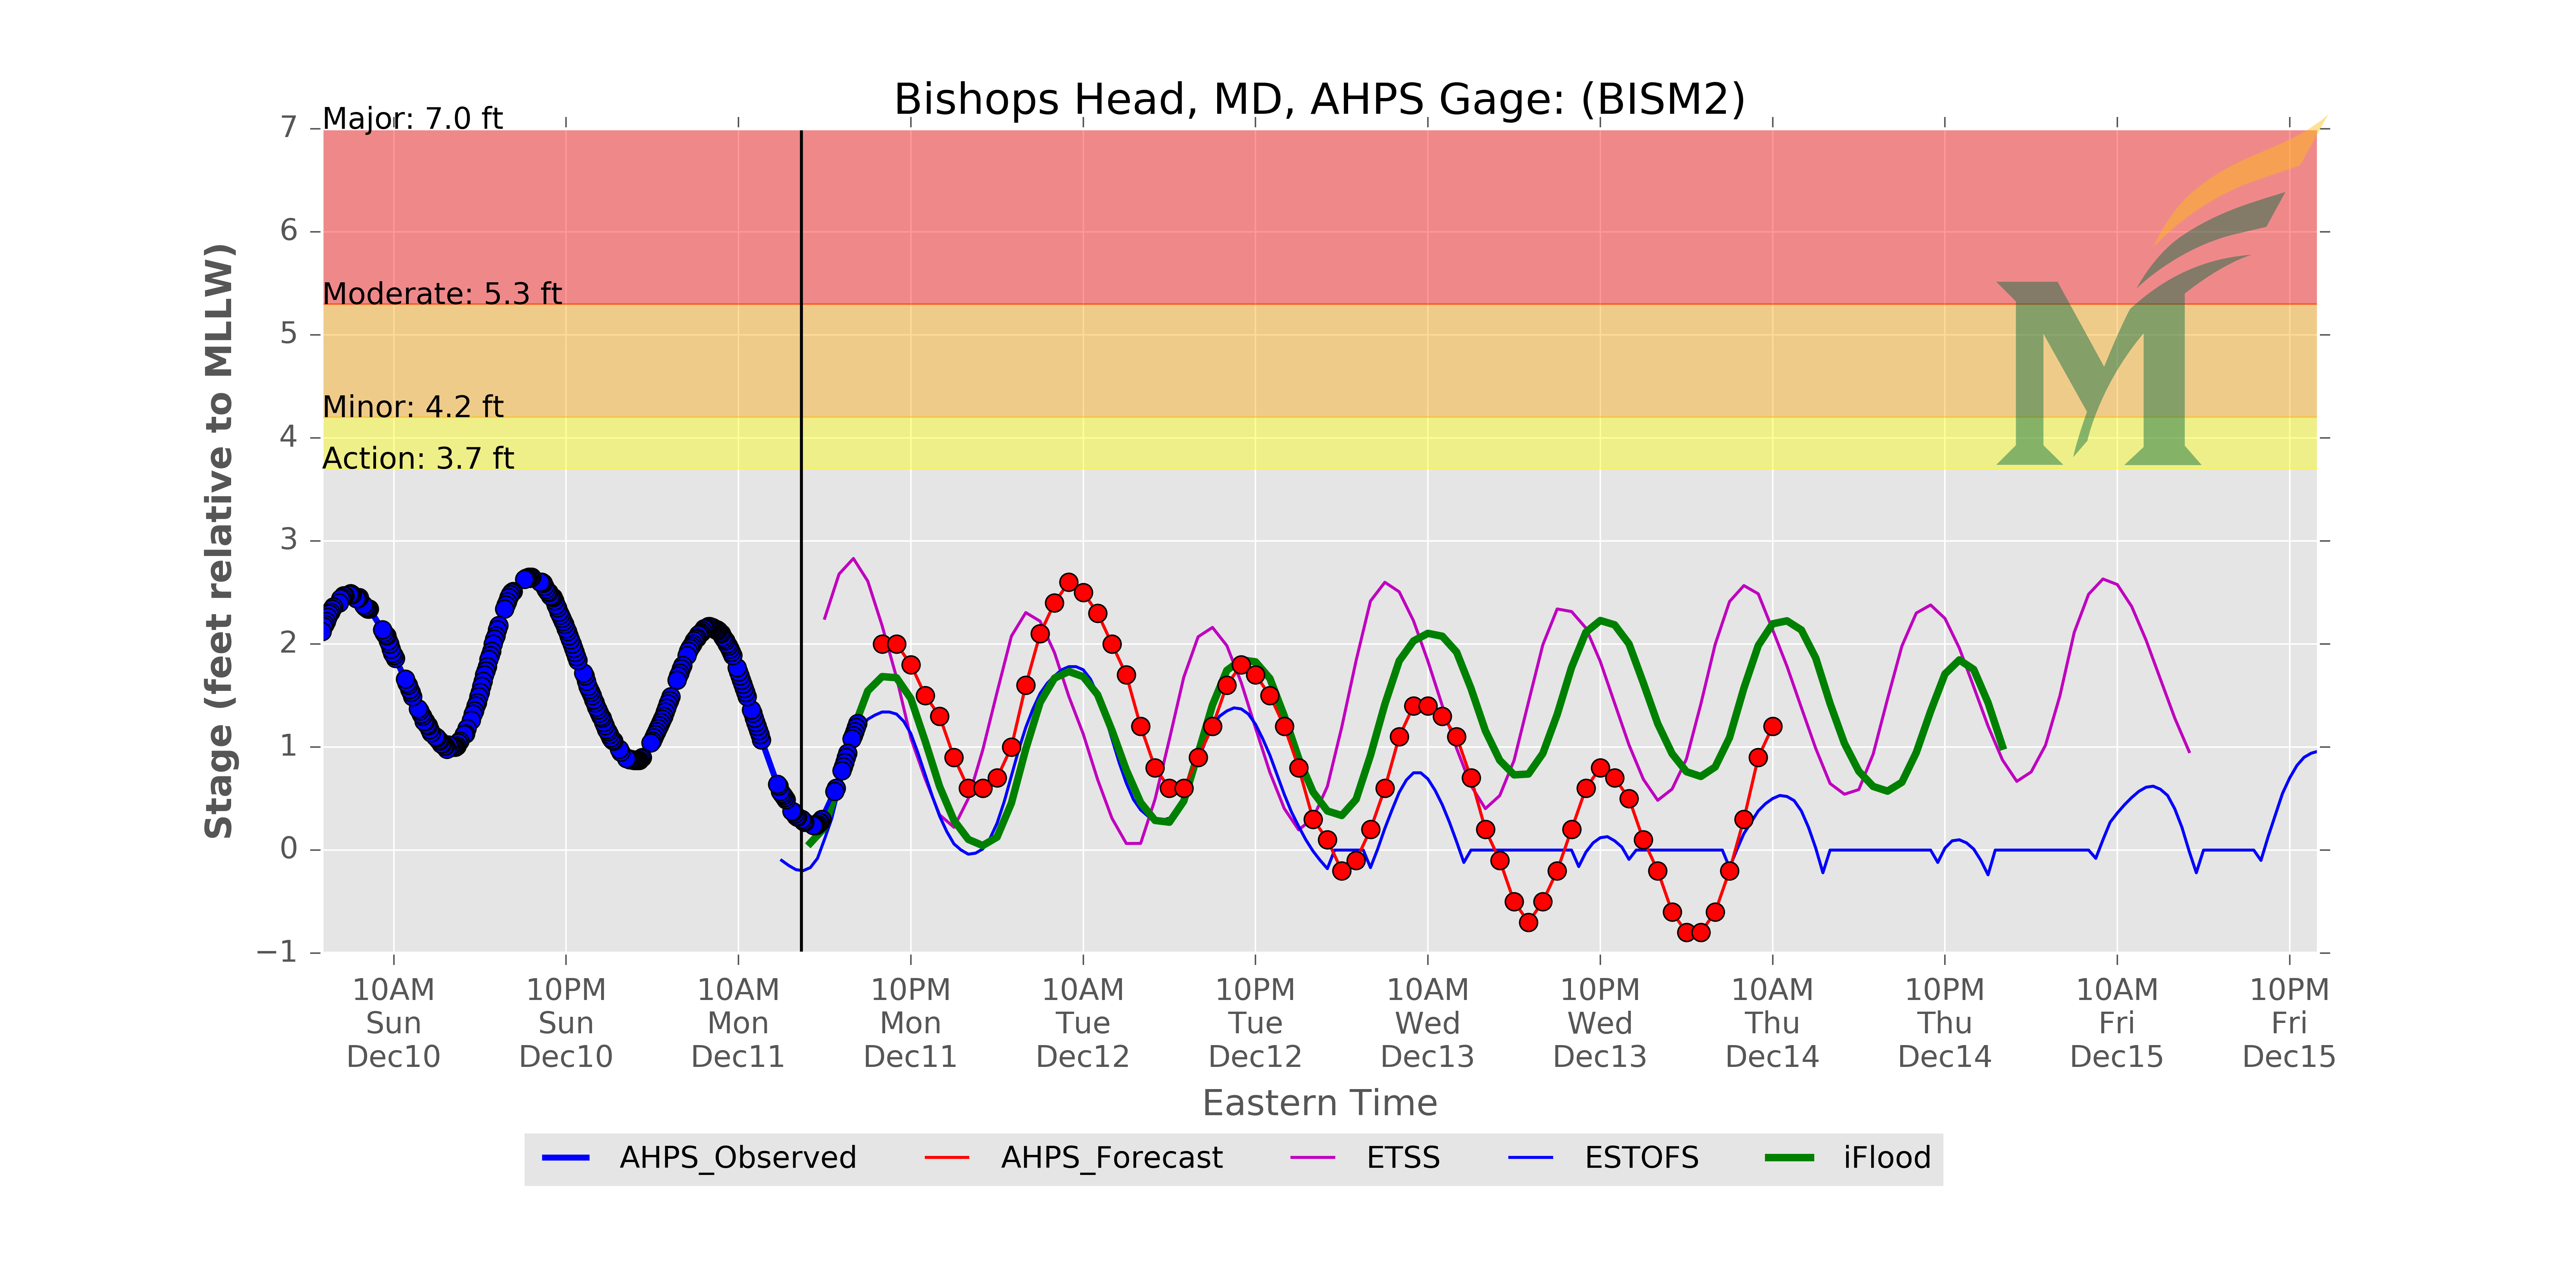 Bishops Head, MD, AHPS Gage: (BISM2)
Major: 7.0 ft
Moderate: 5.3 ft
Minor: 4.2 ft
Action: 3.7 ft
7
6
5
4
3
2
1
0
−1
Stage (feet relative to MLLW)
10AM Sun Dec10
10PM Sun Dec10
10AM Mon Dec11
10PM Mon Dec11
10AM Tue Dec12
10PM Tue Dec12
10AM Wed Dec13
10PM Wed Dec13
10AM Thu Dec14
10PM Thu Dec14
10AM Fri Dec15
10PM Fri Dec15
Eastern Time
AHPS_Observed AHPS_Forecast ETSS ESTOFS iFlood